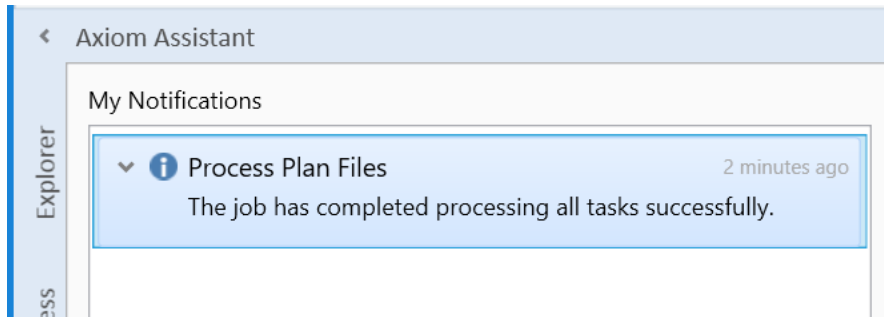 Axiom Assistant
My Notifications
Explorer
Process Plan Files 2 minutes ago
The job has completed processing all tasks successfully.
ess